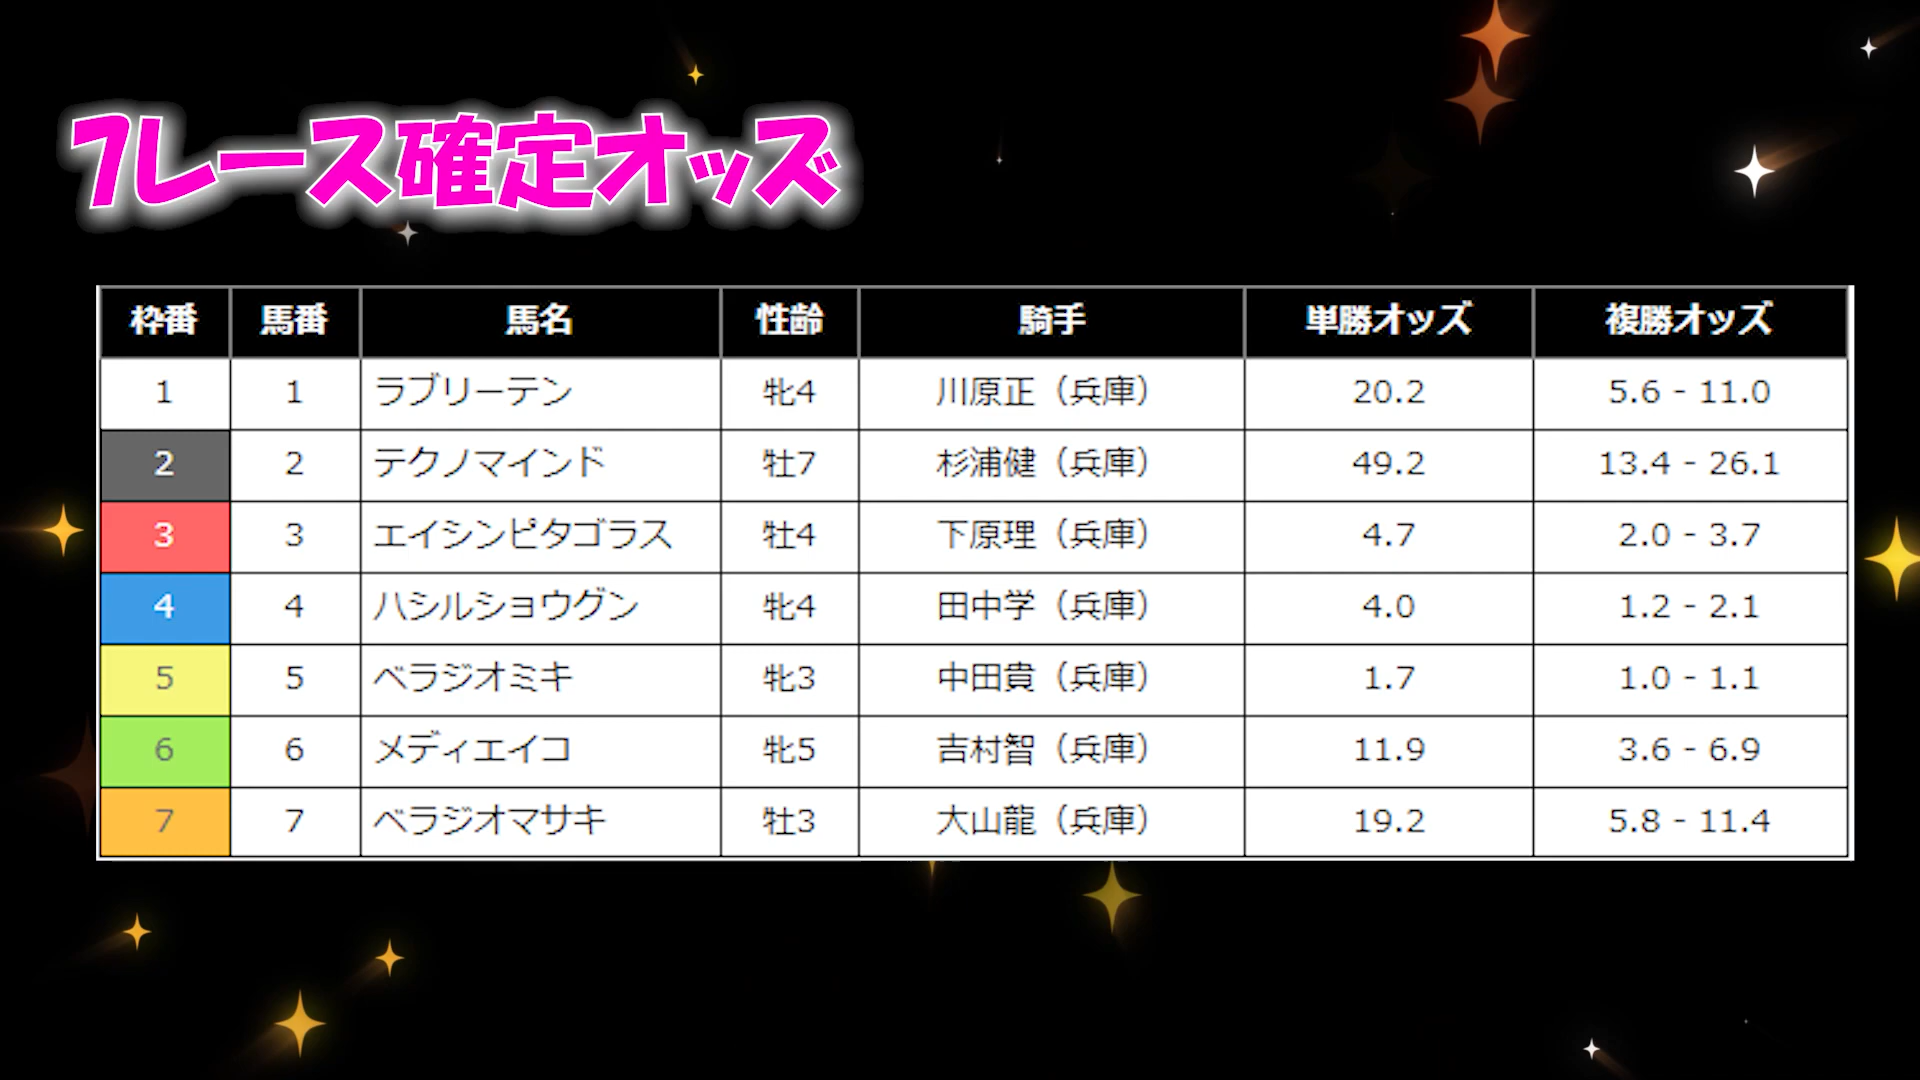 7レース確定オッズ
枠番 馬番 馬名 性齢 騎手 単勝オッズ 複勝オッズ
1 1 ラブリーテン 牝4 川原正（兵庫） 20.2 5.6 - 11.0
2 2 テクノマインド 牡7 杉浦健（兵庫） 49.2 13.4 - 26.1
3 3 エイシンピタゴラス 牡4 下原理（兵庫） 4.7 2.0 - 3.7
4 4 ハシルショウグン 牝4 田中学（兵庫） 4.0 1.2 - 2.1
5 5 ベラジオミキ 牝3 中田貴（兵庫） 1.7 1.0 - 1.1
6 6 メディエイコ 牝5 吉村智（兵庫） 11.9 3.6 - 6.9
7 7 ベラジオマサキ 牡3 大山龍（兵庫） 19.2 5.8 - 11.4